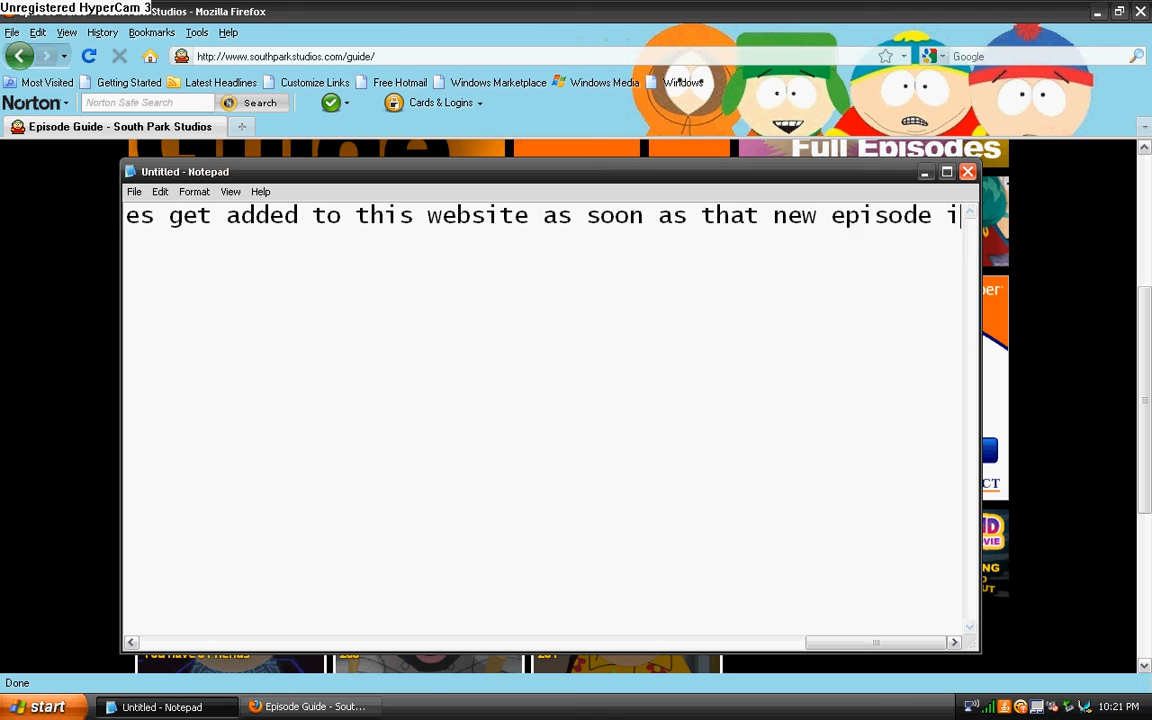 Unregistered HyperCam 3
Studios - Mozilla Firefox
File Edit View History Bookmarks Tools Help
http://www.southparkstudios.com/guide/
Google
Most Visited Getting Started Latest Headlines Customize Links Free Hotmail Windows Marketplace Windows Media Windows
Norton Norton Safe Search Search Cards & Logins
Episode Guide - South Park Studios
Full Episodes
Untitled - Notepad
File Edit Format View Help
es get added to this website as soon as that new episode i
Done
start Untitled - Notepad Episode Guide - Sout... 10:21 PM